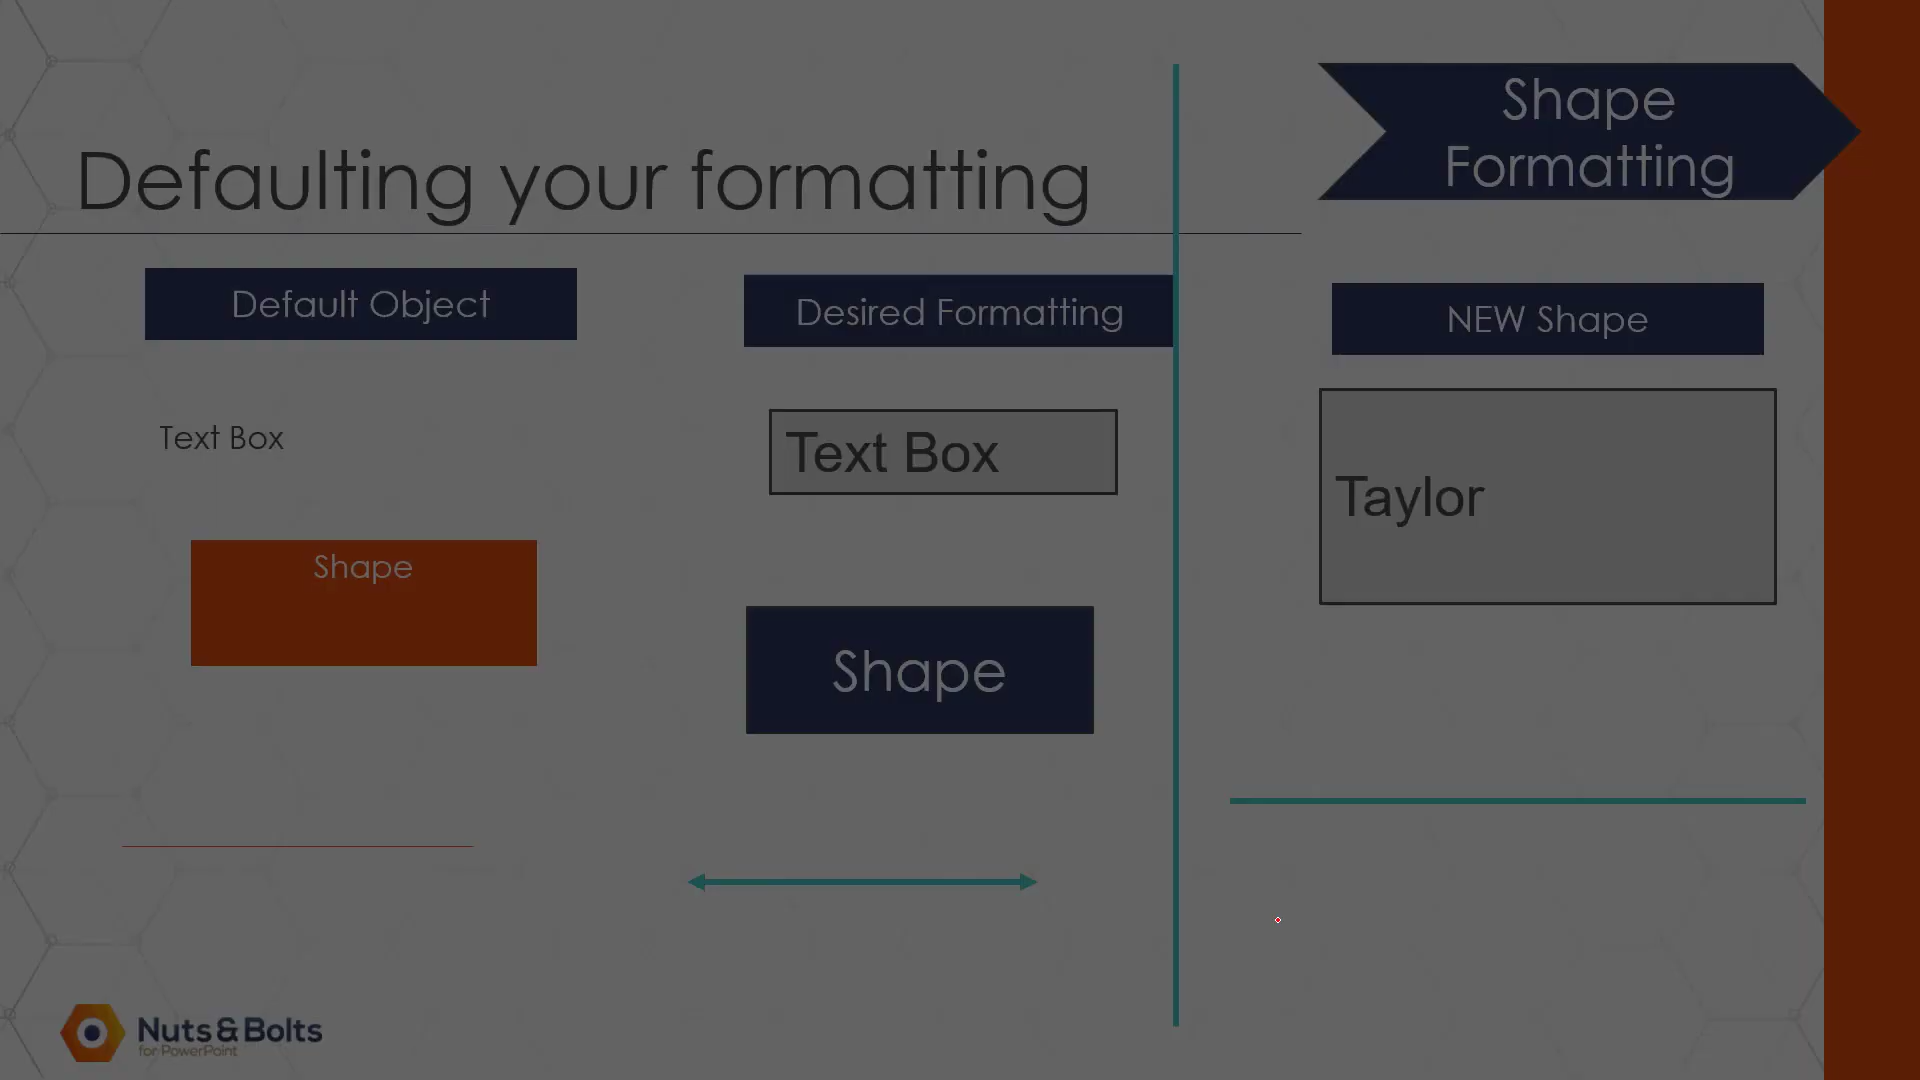 Shape
Formatting
Defaulting your formatting
Default Object
Desired Formatting
NEW Shape
Text Box
Text Box
Taylor
Shape
Shape
Nuts & Bolts
for PowerPoint